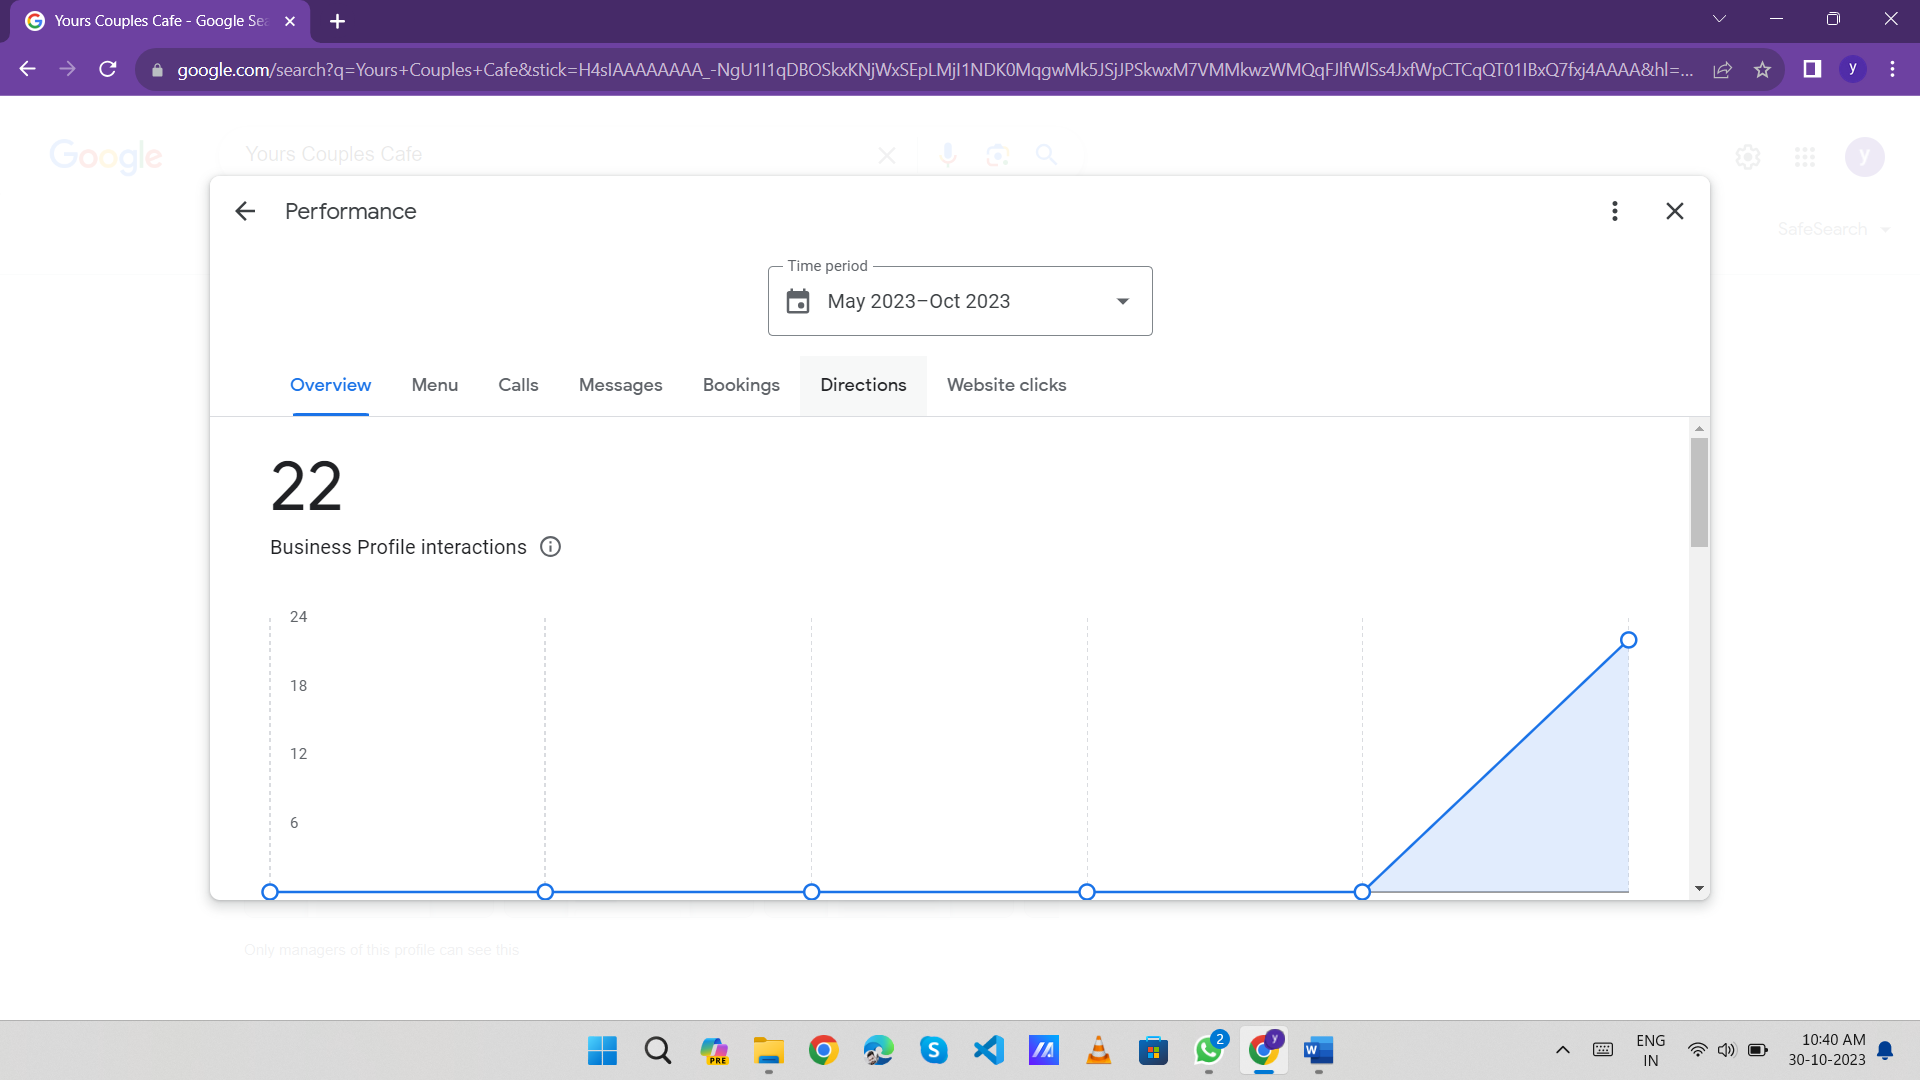 Yours Couples Cafe - Google Sea
google.com/search?q=Yours+Couples+Cafe&stick=H4sIAAAAAAAA_-NgU1I1qDBOSkxKNjWxSEpLMjI1NDK0MqgwMk5JSjJPSkwxM7VMMkwzWMQqFJlfWlSs4JxfWpCTCqQT01IBxQ7fxj4AAAA&hl=...
y
Google
Yours Couples Cafe
y
Performance
SafeSearch
Time period
May 2023–Oct 2023
Overview Menu Calls Messages Bookings Directions Website clicks
22
Business Profile interactions
24
18
12
6
Only managers of this profile can see this
PRE
S
2
y
W
ENG
IN
10:40 AM
30-10-2023